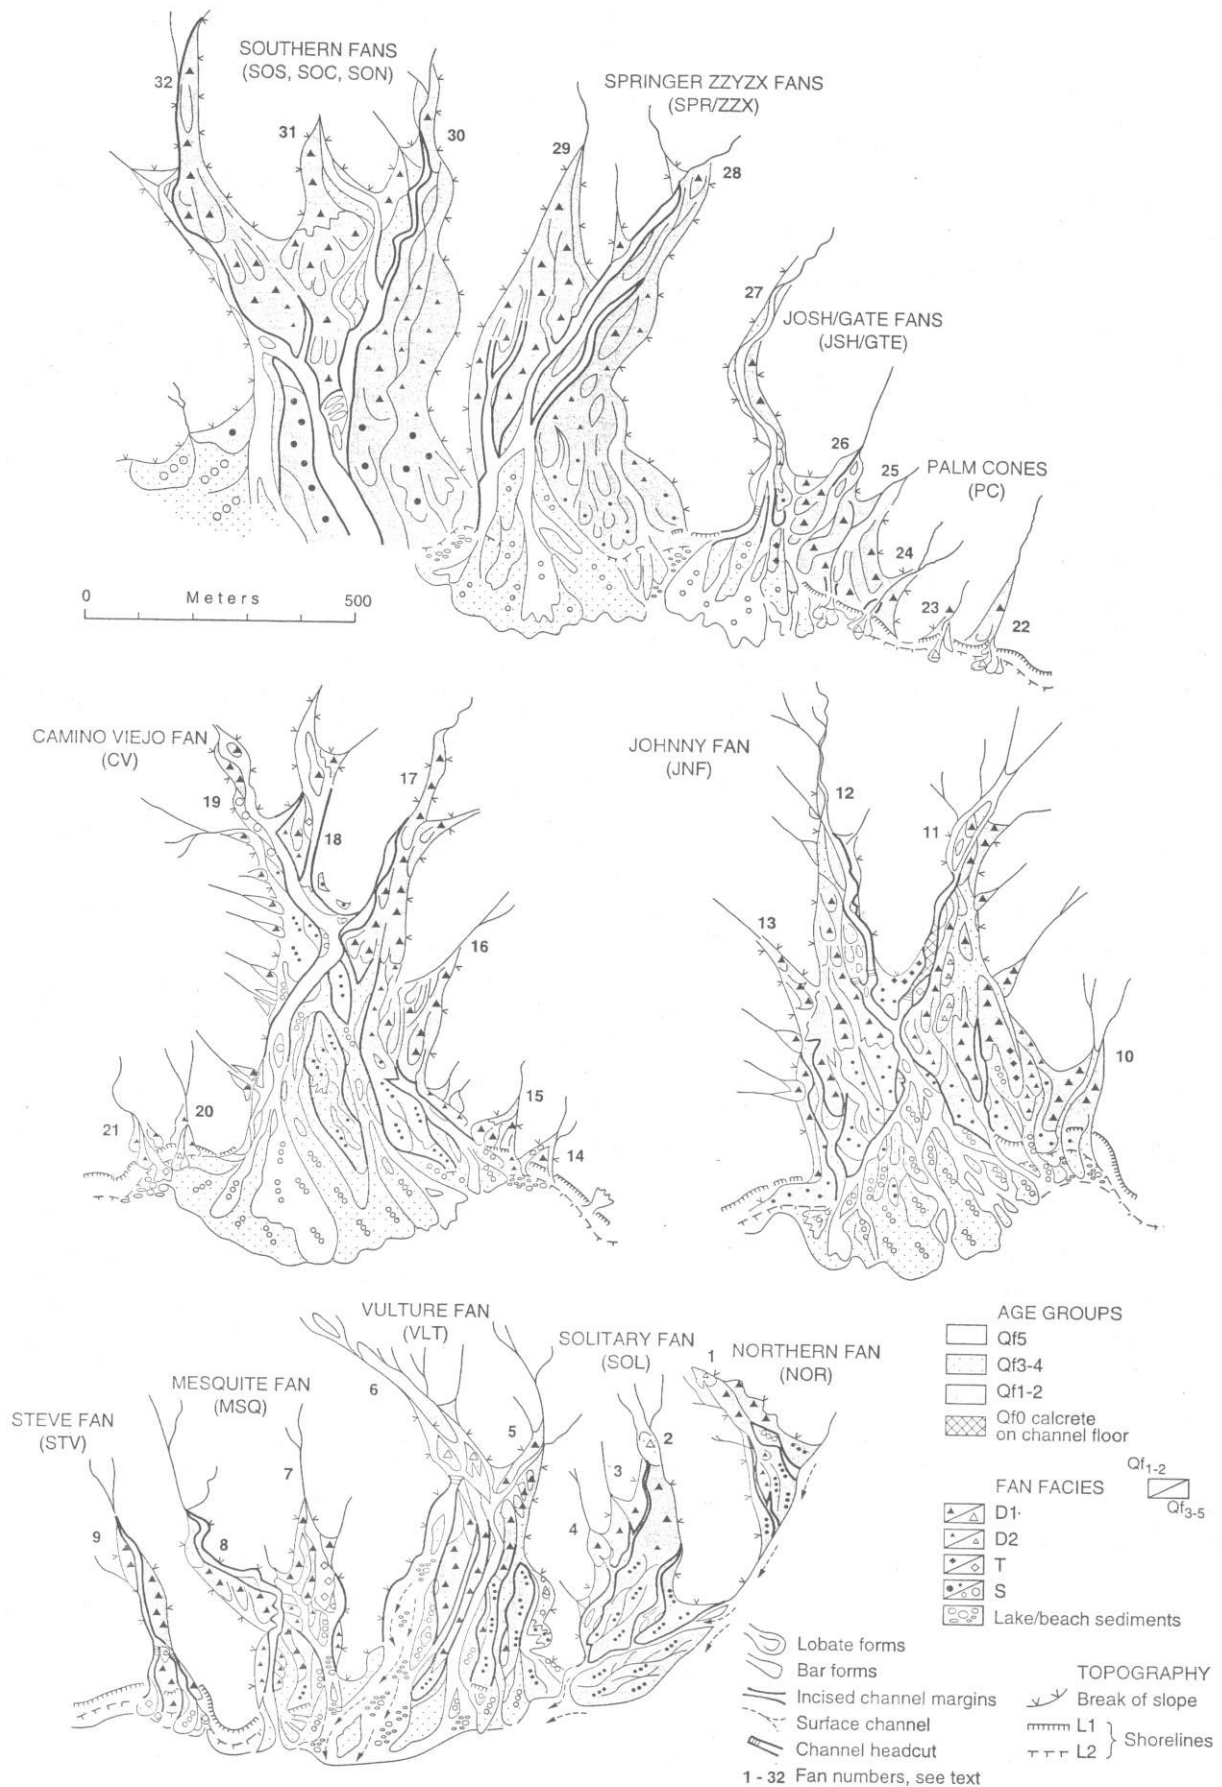 SOUTHERN FANS
(SOS, SOC, SON)
SPRINGER ZZYZX FANS
(SPR/ZZX)
32
31
30
29
28
27
JOSH/GATE FANS
(JSH/GTE)
26
25
PALM CONES
(PC)
24
23
22
0 Meters 500
CAMINO VIEJO FAN
(CV)
19
18
17
16
15
14
21
20
JOHNNY FAN
(JNF)
12
11
13
10
VULTURE FAN
(VLT)
SOLITARY FAN
(SOL)
NORTHERN FAN
(NOR)
MESQUITE FAN
(MSQ)
STEVE FAN
(STV)
1
2
3
4
5
6
7
8
9
AGE GROUPS
Qf5
Qf3-4
Qf1-2
Qf0 calcrete
on channel floor
Qf1-2
Qf3-5
FAN FACIES
D1
D2
T
S
Lake/beach sediments
Lobate forms
Bar forms
Incised channel margins
Surface channel
Channel headcut
1 - 32 Fan numbers, see text
TOPOGRAPHY
Break of slope
L1
L2
Shorelines